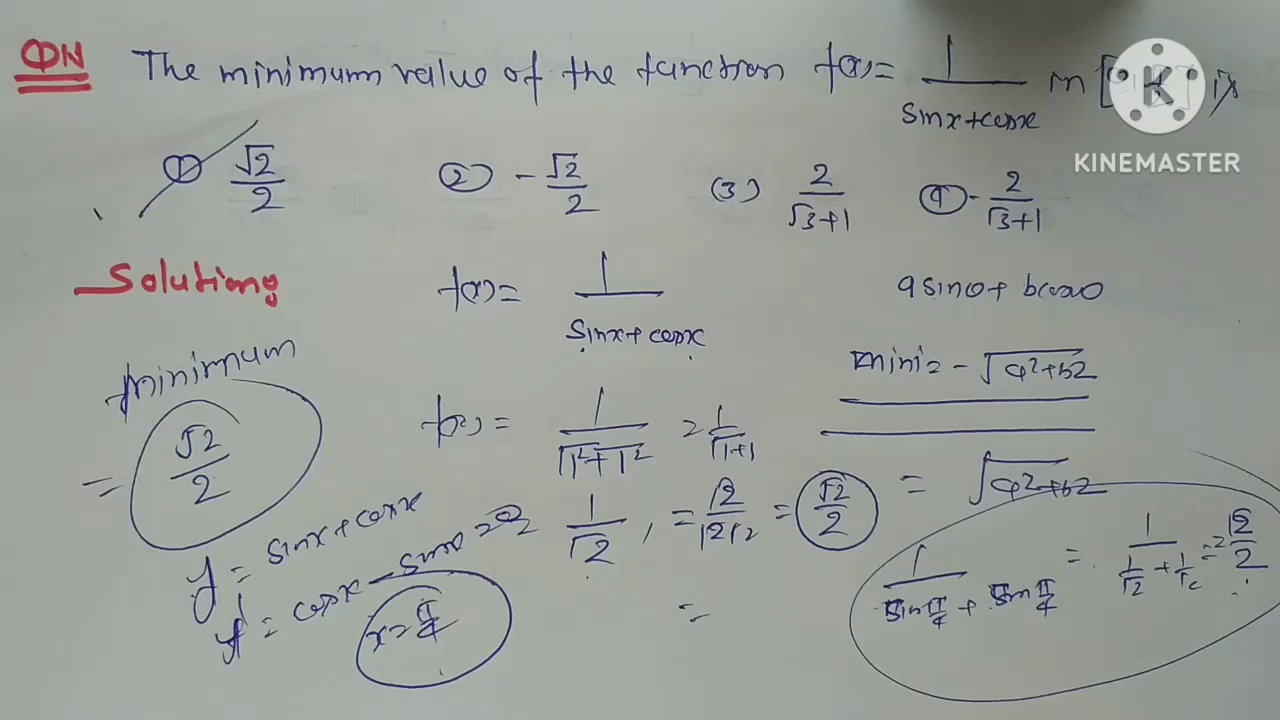 QN The minimum value of the function f(x)= 1/(sinx+cosx) in [0, ] is
① √2/2 ② -√2/2 (3) 2/(√3+1) ④ -2/(√3+1)
KINEMASTER
Solution
f(x)= 1/(sinx+cosx)
a sinθ + b cosθ
minimum = √2/2
mini = -√(a²+b2)
f(x)= 1/√(1²+1²) = 1/√(1+1)
= √(a²+b2)
1/√2, = √2/(√2√2) = √2/2
y = sinx+cosx
y' = cosx - sinx = 0
x = π/4
1/(sin π/4 + sin π/4) = 1/(1/√2 + 1/√2) = √2/2
=